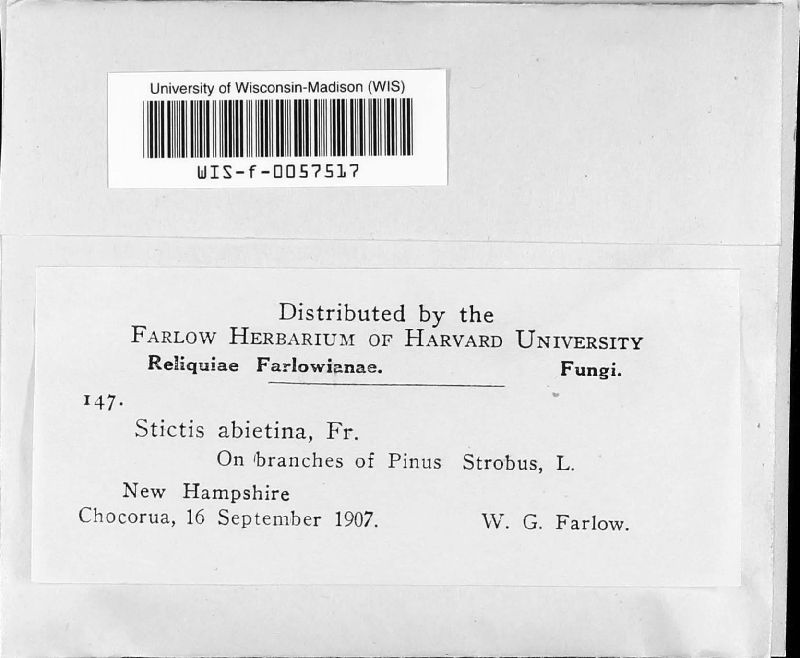 University of Wisconsin-Madison (WIS)
WIS-f-0057517
Distributed by the
FARLOW HERBARIUM OF HARVARD UNIVERSITY
Reliquiae Farlowianae. Fungi.
147.
Stictis abietina, Fr.
On branches of Pinus Strobus, L.
New Hampshire
Chocorua, 16 September 1907. W. G. Farlow.